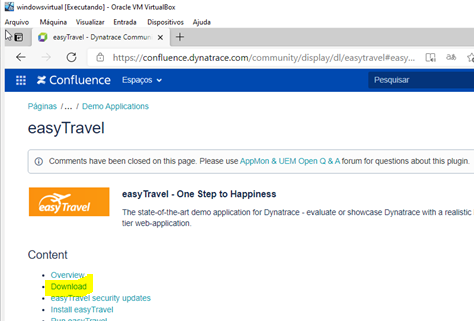 windowsvirtual [Executando] - Oracle VM VirtualBox
Arquivo Máquina Visualizar Entrada Dispositivos Ajuda
easyTravel - Dynatrace Commun
https://confluence.dynatrace.com/community/display/dl/easytravel#easy...
Confluence Espaços Pesquisar
Páginas /... / Demo Applications
easyTravel
Comments have been closed on this page. Please use AppMon & UEM Open Q & A forum for questions about this plugin.
easyTravel
easyTravel - One Step to Happiness
The state-of-the-art demo application for Dynatrace - evaluate or showcase Dynatrace with a realistic
tier web-application.
Content
Overview
Download
easyTravel security updates
Install easyTravel
Run easyTravel